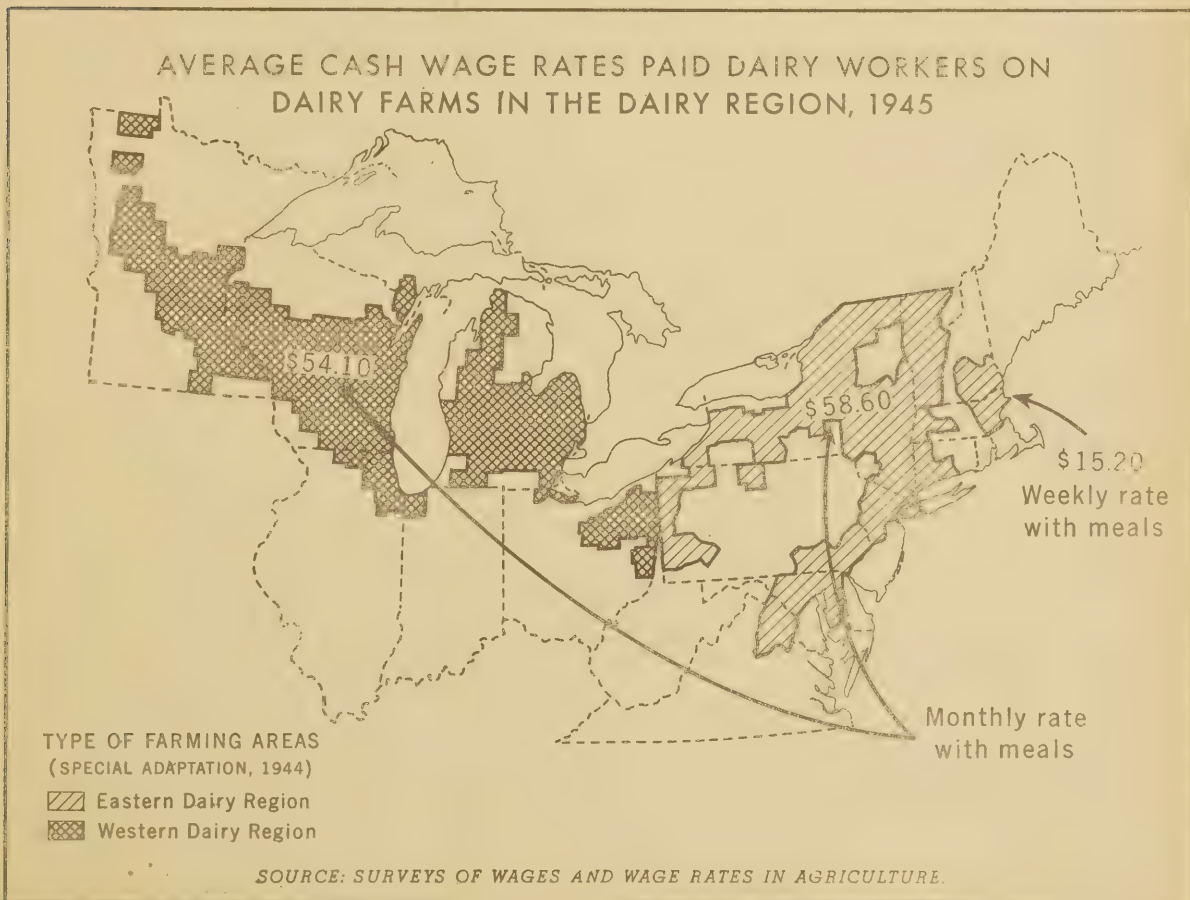 AVERAGE CASH WAGE RATES PAID DAIRY WORKERS ON
DAIRY FARMS IN THE DAIRY REGION, 1945
$54.10
$58.60
$15.20
Weekly rate
with meals
Monthly rate
with meals
TYPE OF FARMING AREAS
(SPECIAL ADAPTATION, 1944)
Eastern Dairy Region
Western Dairy Region
SOURCE: SURVEYS OF WAGES AND WAGE RATES IN AGRICULTURE.